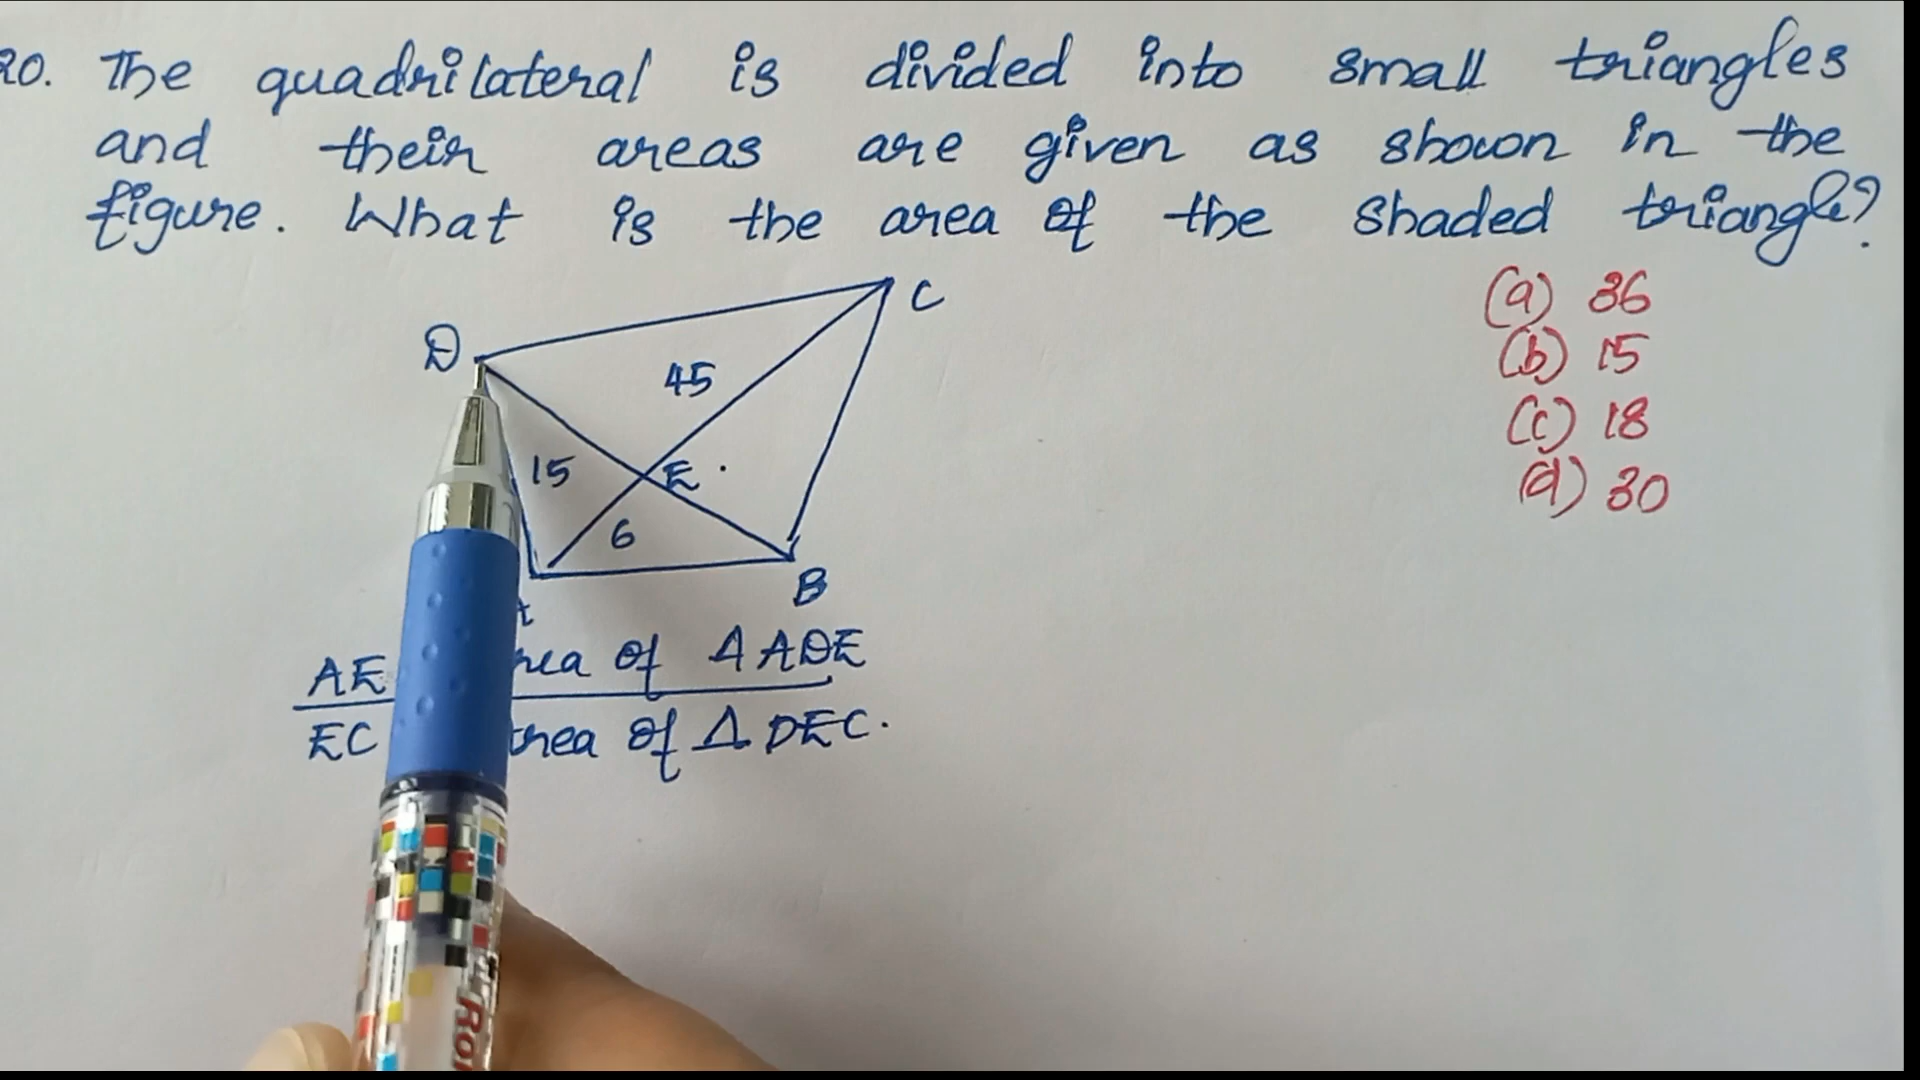 20. The quadrilateral is divided into small triangles
and their areas are given as shown in the
figure. What is the area of the shaded triangle?
(a) 36
(b) 15
(c) 18
(d) 30
D
C
45
15
E
6
B
AE area of Δ ADE
EC area of Δ DEC.